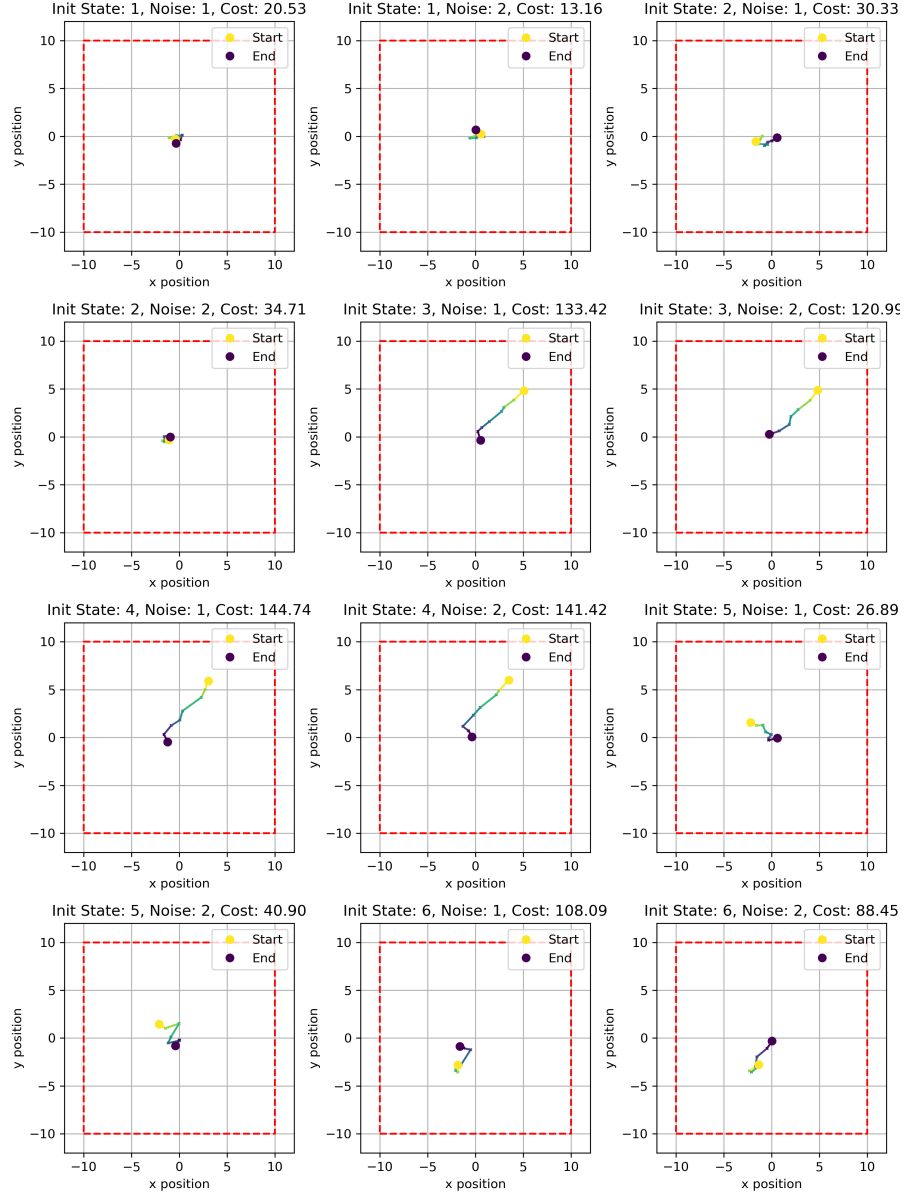 Init State: 1, Noise: 1, Cost: 20.53
Init State: 1, Noise: 2, Cost: 13.16
Init State: 2, Noise: 1, Cost: 30.33
10
5
0
−5
−10
y position
Start
End
−10 −5 0 5 10
x position
10
5
0
−5
−10
y position
Start
End
−10 −5 0 5 10
x position
10
5
0
−5
−10
y position
Start
End
−10 −5 0 5 10
x position
Init State: 2, Noise: 2, Cost: 34.71
Init State: 3, Noise: 1, Cost: 133.42
Init State: 3, Noise: 2, Cost: 120.99
10
5
0
−5
−10
y position
Start
End
−10 −5 0 5 10
x position
10
5
0
−5
−10
y position
Start
End
−10 −5 0 5 10
x position
10
5
0
−5
−10
y position
Start
End
−10 −5 0 5 10
x position
Init State: 4, Noise: 1, Cost: 144.74
Init State: 4, Noise: 2, Cost: 141.42
Init State: 5, Noise: 1, Cost: 26.89
10
5
0
−5
−10
y position
Start
End
−10 −5 0 5 10
x position
10
5
0
−5
−10
y position
Start
End
−10 −5 0 5 10
x position
10
5
0
−5
−10
y position
Start
End
−10 −5 0 5 10
x position
Init State: 5, Noise: 2, Cost: 40.90
Init State: 6, Noise: 1, Cost: 108.09
Init State: 6, Noise: 2, Cost: 88.45
10
5
0
−5
−10
y position
Start
End
−10 −5 0 5 10
x position
10
5
0
−5
−10
y position
Start
End
−10 −5 0 5 10
x position
10
5
0
−5
−10
y position
Start
End
−10 −5 0 5 10
x position